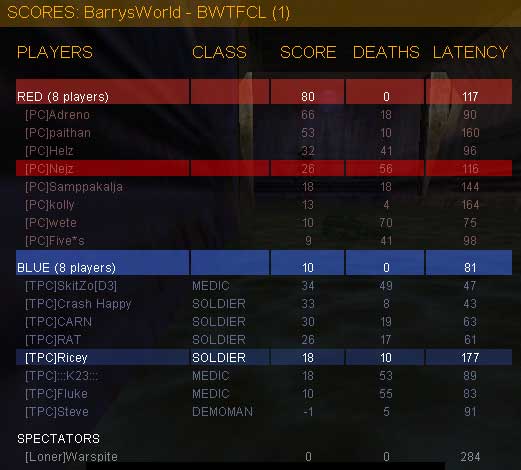 SCORES: BarrysWorld - BWTFCL (1)
PLAYERS CLASS SCORE DEATHS LATENCY
RED (8 players) 80 0 117
[PC]Adreno 66 18 90
[PC]paithan 53 10 160
[PC]Helz 32 41 96
[PC]Nejz 26 56 116
[PC]Samppakalja 18 18 144
[PC]kolly 13 4 164
[PC]wete 10 70 75
[PC]Five*s 9 41 98
BLUE (8 players) 10 0 81
[TPC]SkitZo[D3] MEDIC 34 49 47
[TPC]Crash Happy SOLDIER 33 8 43
[TPC]CARN SOLDIER 30 19 63
[TPC]RAT SOLDIER 26 17 61
[TPC]Ricey SOLDIER 18 10 177
[TPC]:::K23::: MEDIC 18 53 89
[TPC]Fluke MEDIC 10 55 83
[TPC]Steve DEMOMAN -1 5 91
SPECTATORS
[Loner]Warspite 0 0 284